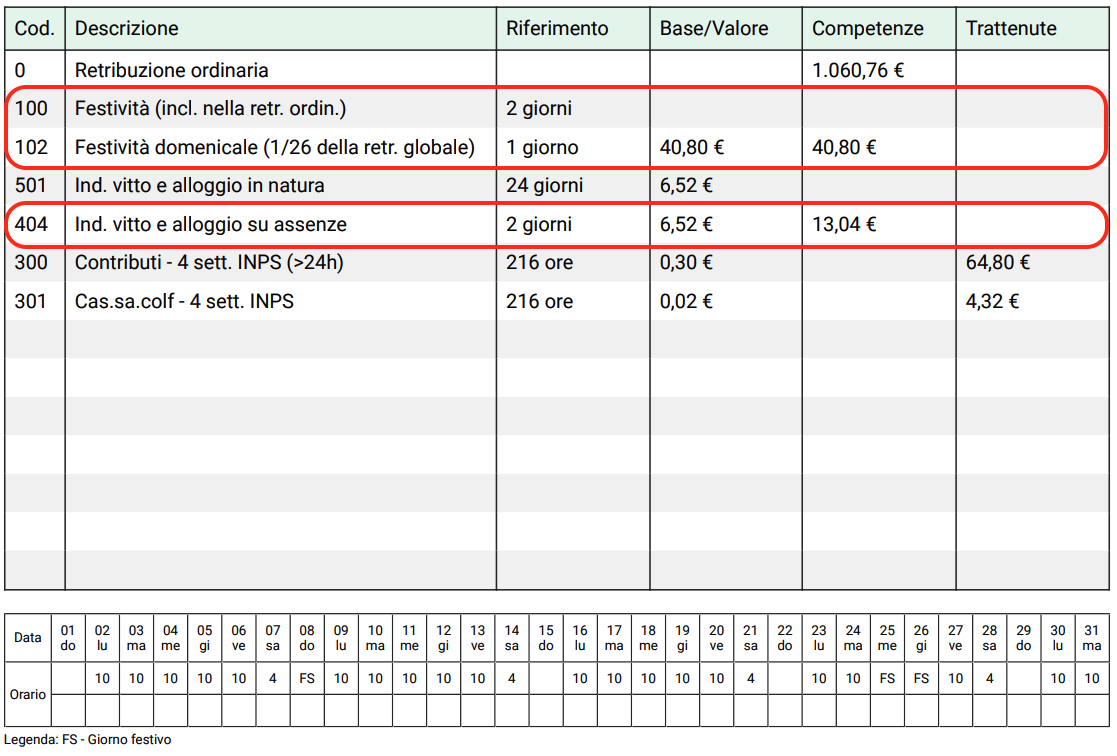 Cod. Descrizione Riferimento Base/Valore Competenze Trattenute
0 Retribuzione ordinaria 1.060,76 €
100 Festività (incl. nella retr. ordin.) 2 giorni
102 Festività domenicale (1/26 della retr. globale) 1 giorno 40,80 € 40,80 €
501 Ind. vitto e alloggio in natura 24 giorni 6,52 €
404 Ind. vitto e alloggio su assenze 2 giorni 6,52 € 13,04 €
300 Contributi - 4 sett. INPS (>24h) 216 ore 0,30 € 64,80 €
301 Cas.sa.colf - 4 sett. INPS 216 ore 0,02 € 4,32 €
Data 01 02 03 04 05 06 07 08 09 10 11 12 13 14 15 16 17 18 19 20 21 22 23 24 25 26 27 28 29 30 31
do lu ma me gi ve sa do lu ma me gi ve sa do lu ma me gi ve sa do lu ma me gi ve sa do lu ma
Orario 10 10 10 10 10 4 FS 10 10 10 10 10 4 10 10 10 10 10 4 10 10 FS FS 10 4 10 10
Legenda: FS - Giorno festivo